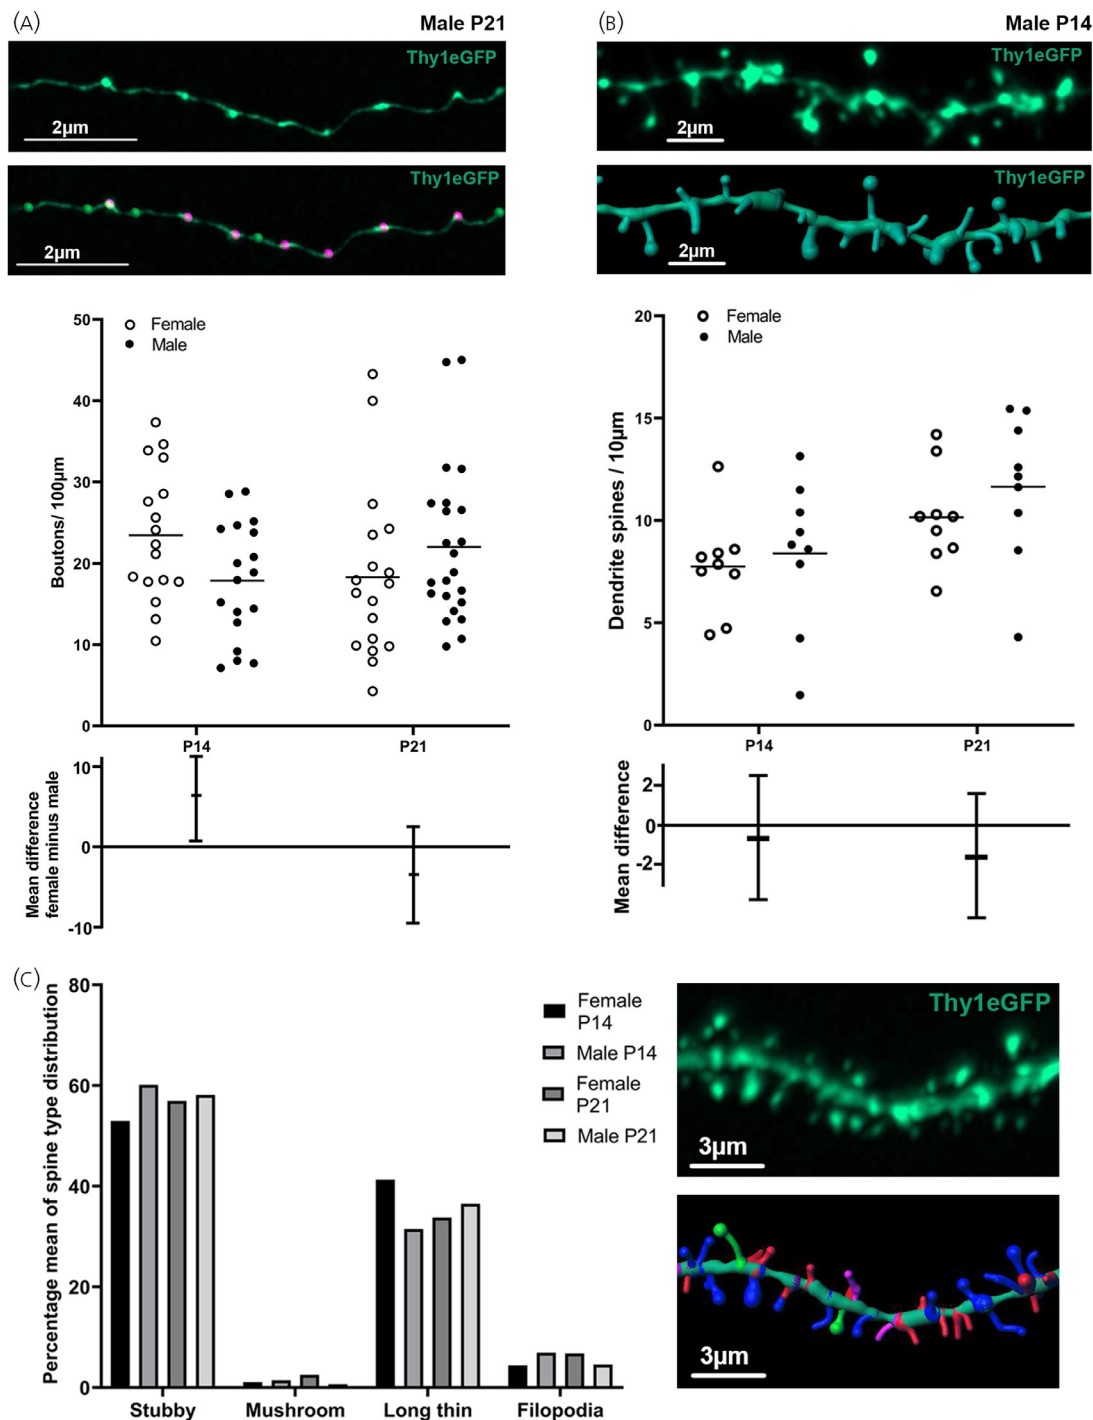 (A)
Male P21
Thy1eGFP
2μm
Thy1eGFP
2μm
50
40
30
20
10
0
Boutons/ 100μm
Female
Male
P14
P21
10
0
-10
Mean difference
female minus male
(B)
Male P14
Thy1eGFP
2μm
Thy1eGFP
2μm
20
15
10
5
0
Dendrite spines / 10μm
Female
Male
P14
P21
2
0
-2
Mean difference
(C)
80
60
40
20
0
Percentage mean of spine type distribution
Stubby
Mushroom
Long thin
Filopodia
Female
P14
Male P14
Female
P21
Male P21
Thy1eGFP
3μm
3μm